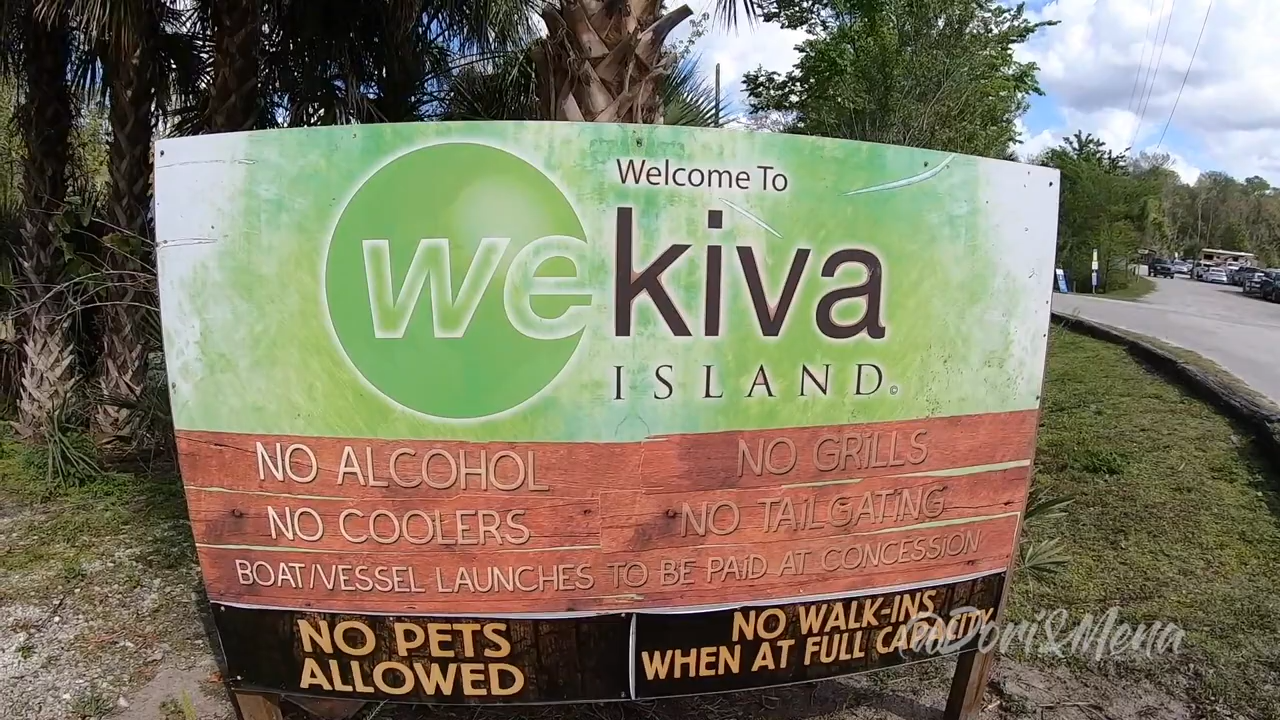 Welcome To
wekiva
ISLAND©
NO ALCOHOL NO GRILLS
NO COOLERS NO TAILGATING
BOAT/VESSEL LAUNCHES TO BE PAID AT CONCESSION
NO PETS
ALLOWED
NO WALK-INS
WHEN AT FULL CAPACITY
@aDori&Mena